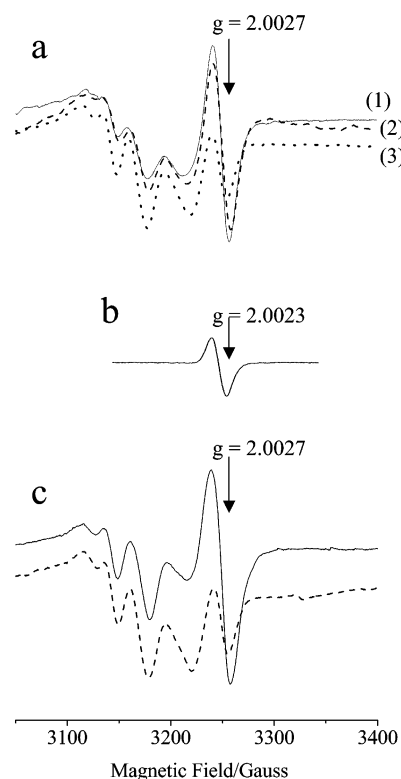 g = 2.0027
a
(1)
(2)
(3)
b
g = 2.0023
g = 2.0027
c
3100 3200 3300 3400
Magnetic Field/Gauss